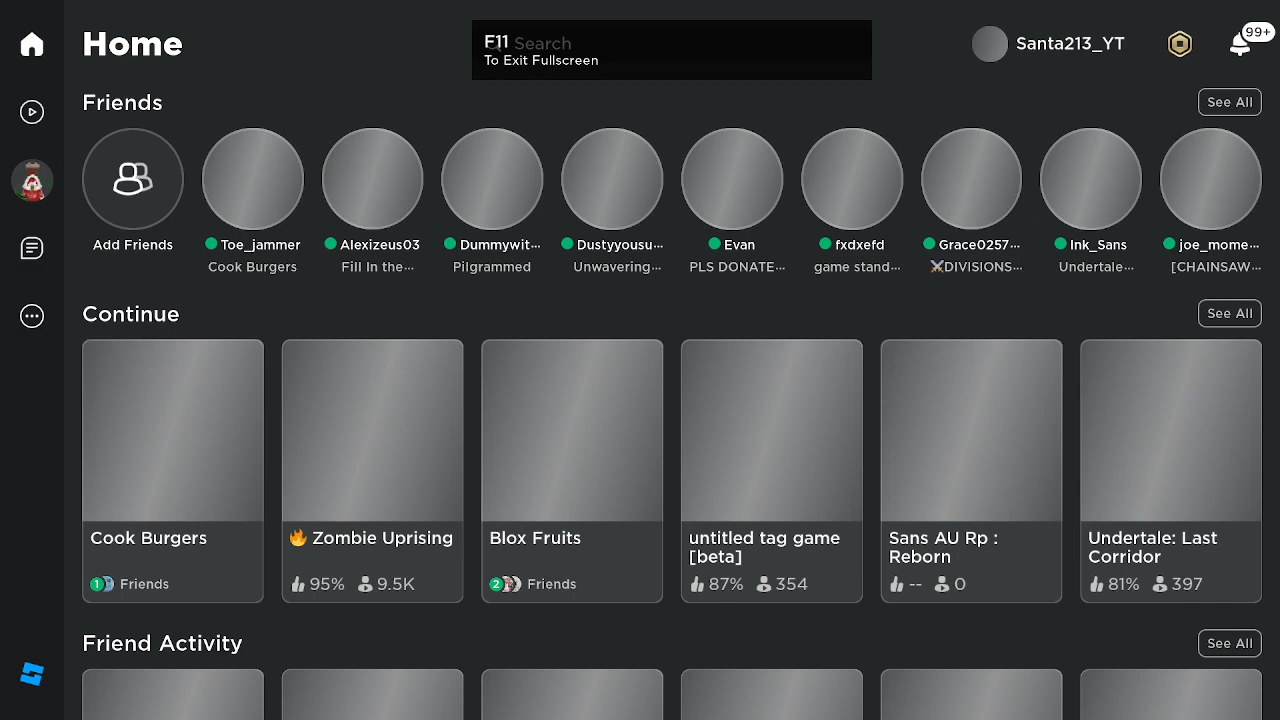 Home
F11
Search
To Exit Fullscreen
Santa213_YT
99+
Friends
See All
Add Friends
Toe_jammer
Cook Burgers
Alexizeus03
Fill In the...
Dummywit...
Pilgrammed
Dustyyousu...
Unwavering...
Evan
PLS DONATE...
fxdxefd
game stand...
Grace0257...
⚔DIVISIONS...
Ink_Sans
Undertale...
joe_mome...
[CHAINSAW...
Continue
See All
Cook Burgers
1 Friends
🔥 Zombie Uprising
95% 9.5K
Blox Fruits
2 Friends
untitled tag game
[beta]
87% 354
Sans AU Rp :
Reborn
-- 0
Undertale: Last
Corridor
81% 397
Friend Activity
See All